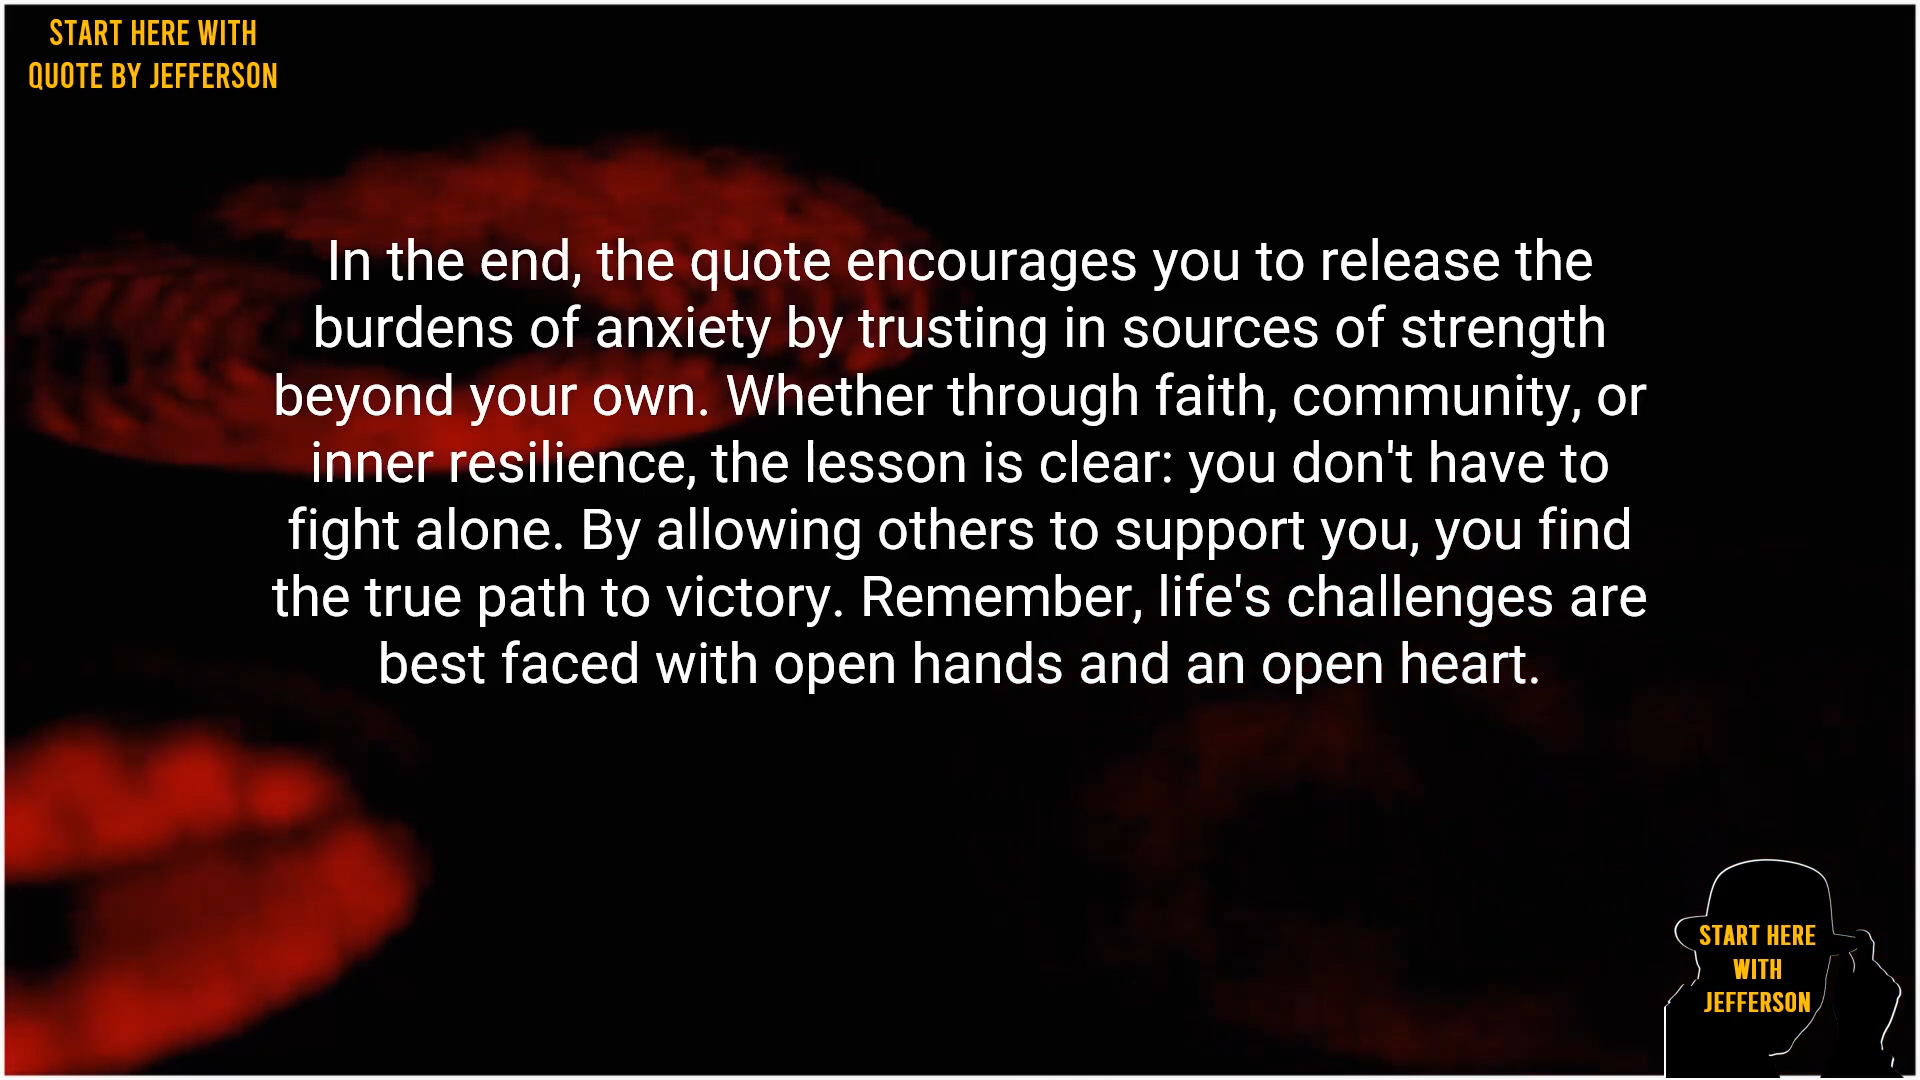 START HERE WITH
QUOTE BY JEFFERSON
In the end, the quote encourages you to release the
burdens of anxiety by trusting in sources of strength
beyond your own. Whether through faith, community, or
inner resilience, the lesson is clear: you don't have to
fight alone. By allowing others to support you, you find
the true path to victory. Remember, life's challenges are
best faced with open hands and an open heart.
START HERE
WITH
JEFFERSON